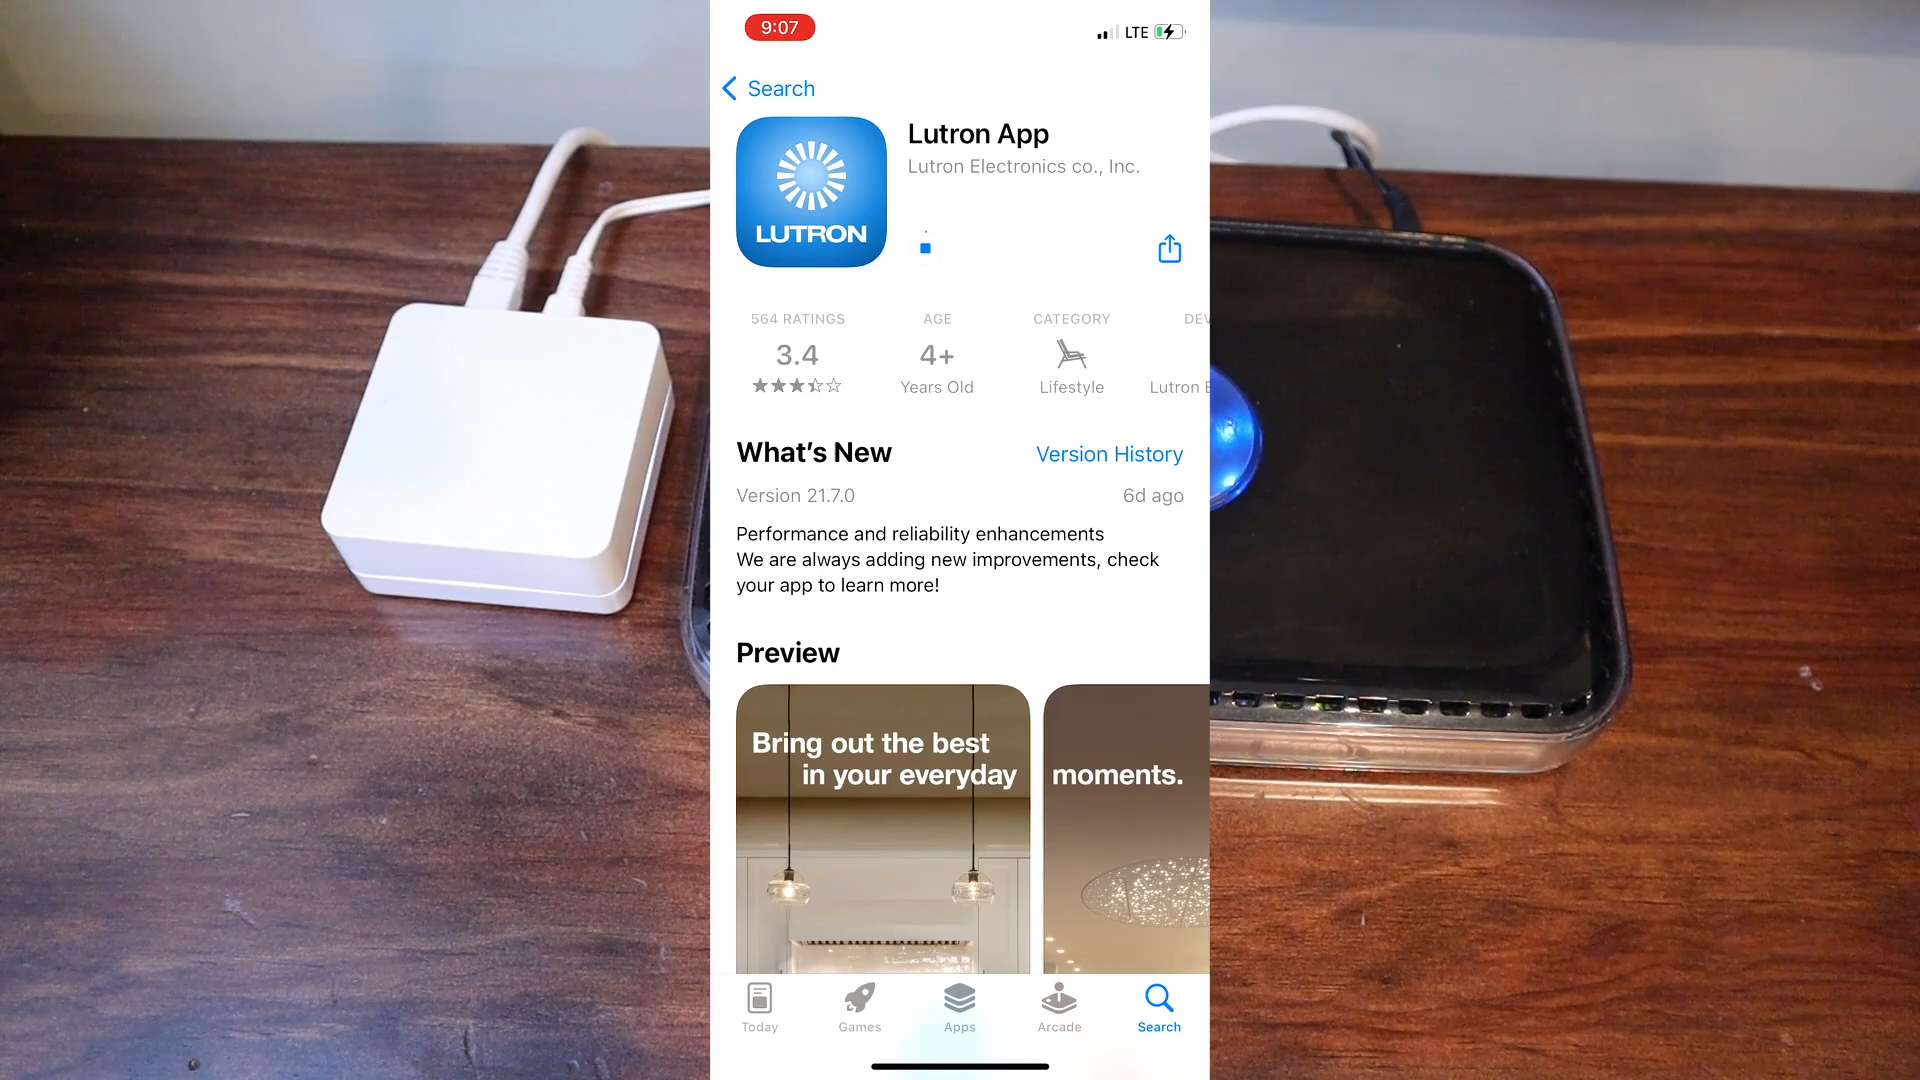 9:07
LTE
Search
LUTRON
Lutron App
Lutron Electronics co., Inc.
564 RATINGS
AGE
CATEGORY
3.4
4+
Years Old
Lifestyle
Lutron
What's New
Version History
Version 21.7.0
6d ago
Performance and reliability enhancements
We are always adding new improvements, check
your app to learn more!
Preview
Bring out the best
in your everyday
moments.
Today
Games
Apps
Arcade
Search